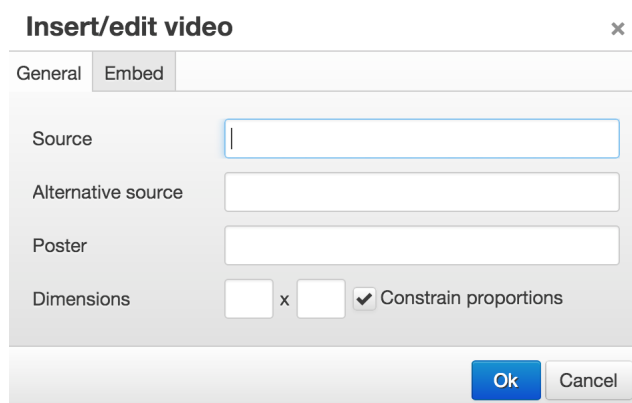 Insert/edit video ×
General Embed
Source
Alternative source
Poster
Dimensions x Constrain proportions
Ok Cancel